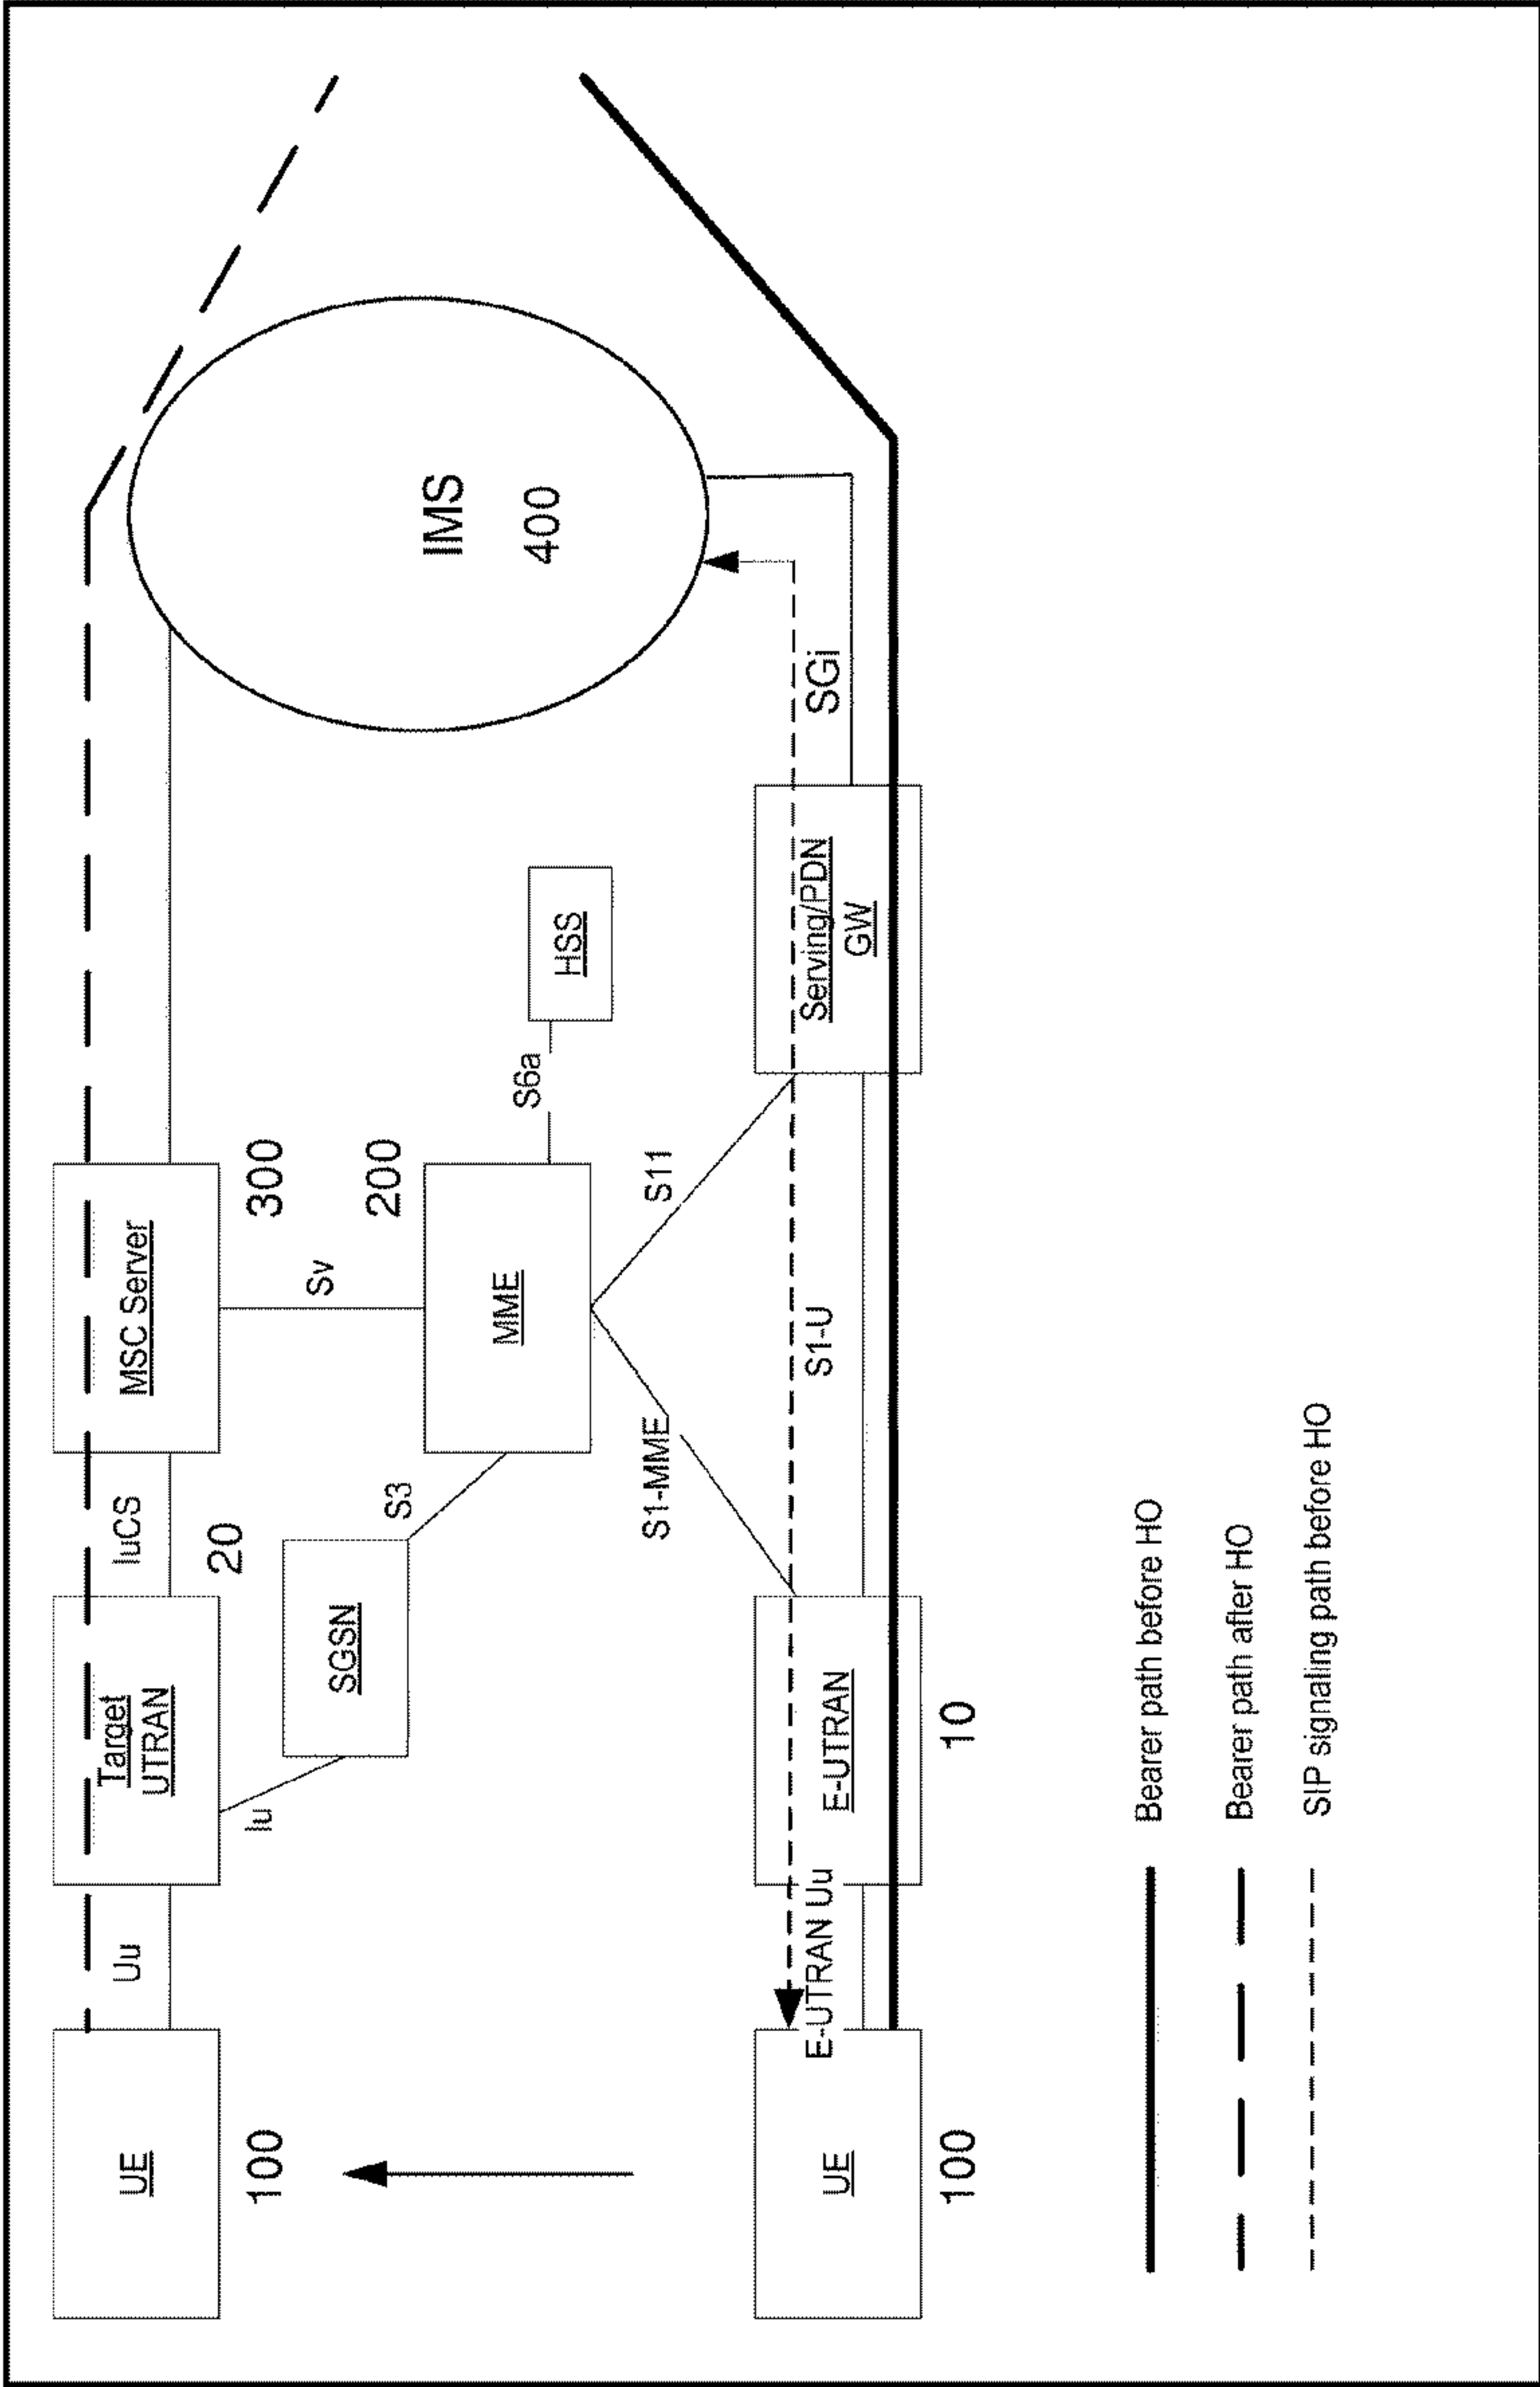 UE
Uu
Target
UTRAN
IuCS
MSC Server
100
Iu
20
300
SGSN
S3
Sv
200
MME
S6a
HSS
IMS
400
S1-MME
S11
UE
E-UTRAN Uu
E-UTRAN
S1-U
Serving/PDN
GW
SGi
100
10
Bearer path before HO
Bearer path after HO
SIP signaling path before HO